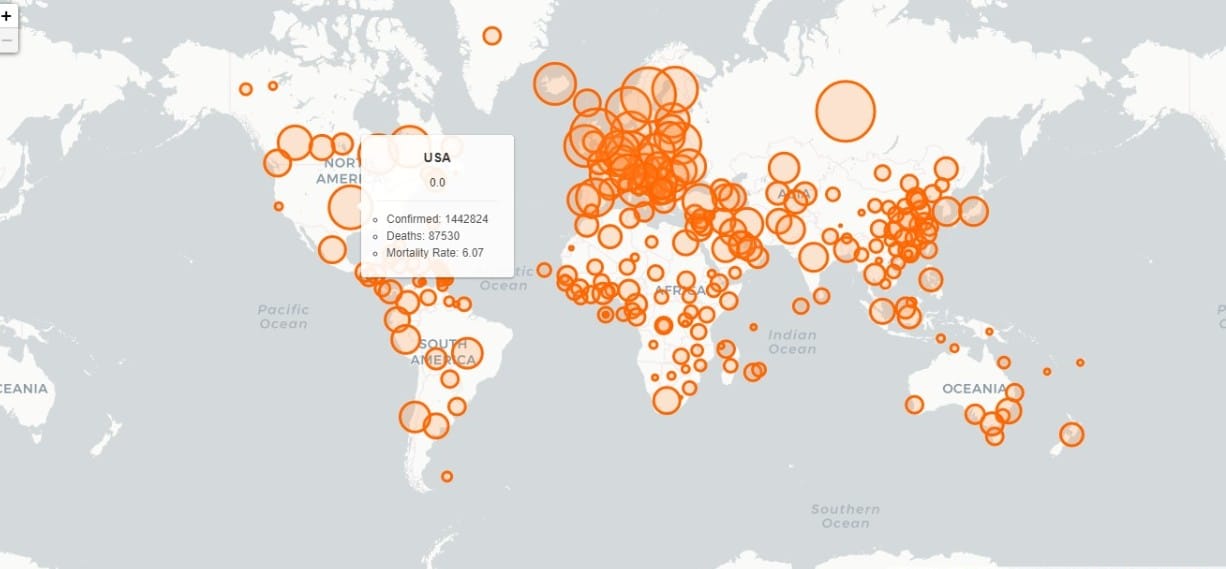 +
−
USA
0.0
Confirmed: 1442824
Deaths: 87530
Mortality Rate: 6.07
NORT
AMERI
ASIA
tic
Ocean
AFRICA
Pacific
Ocean
Indian
Ocean
SOUTH
AMERICA
CEANIA
OCEANIA
Southern
Ocean
P